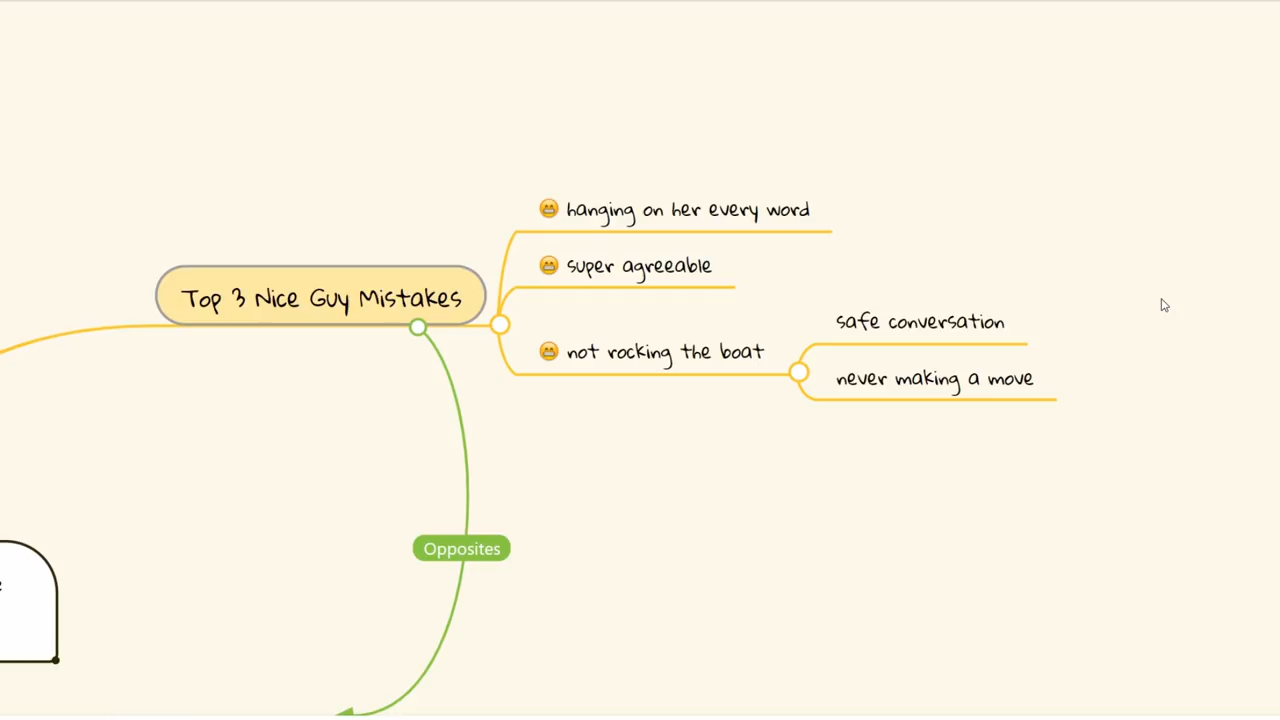 hanging on her every word
super agreeable
Top 3 Nice Guy Mistakes
safe conversation
not rocking the boat
never making a move
Opposites